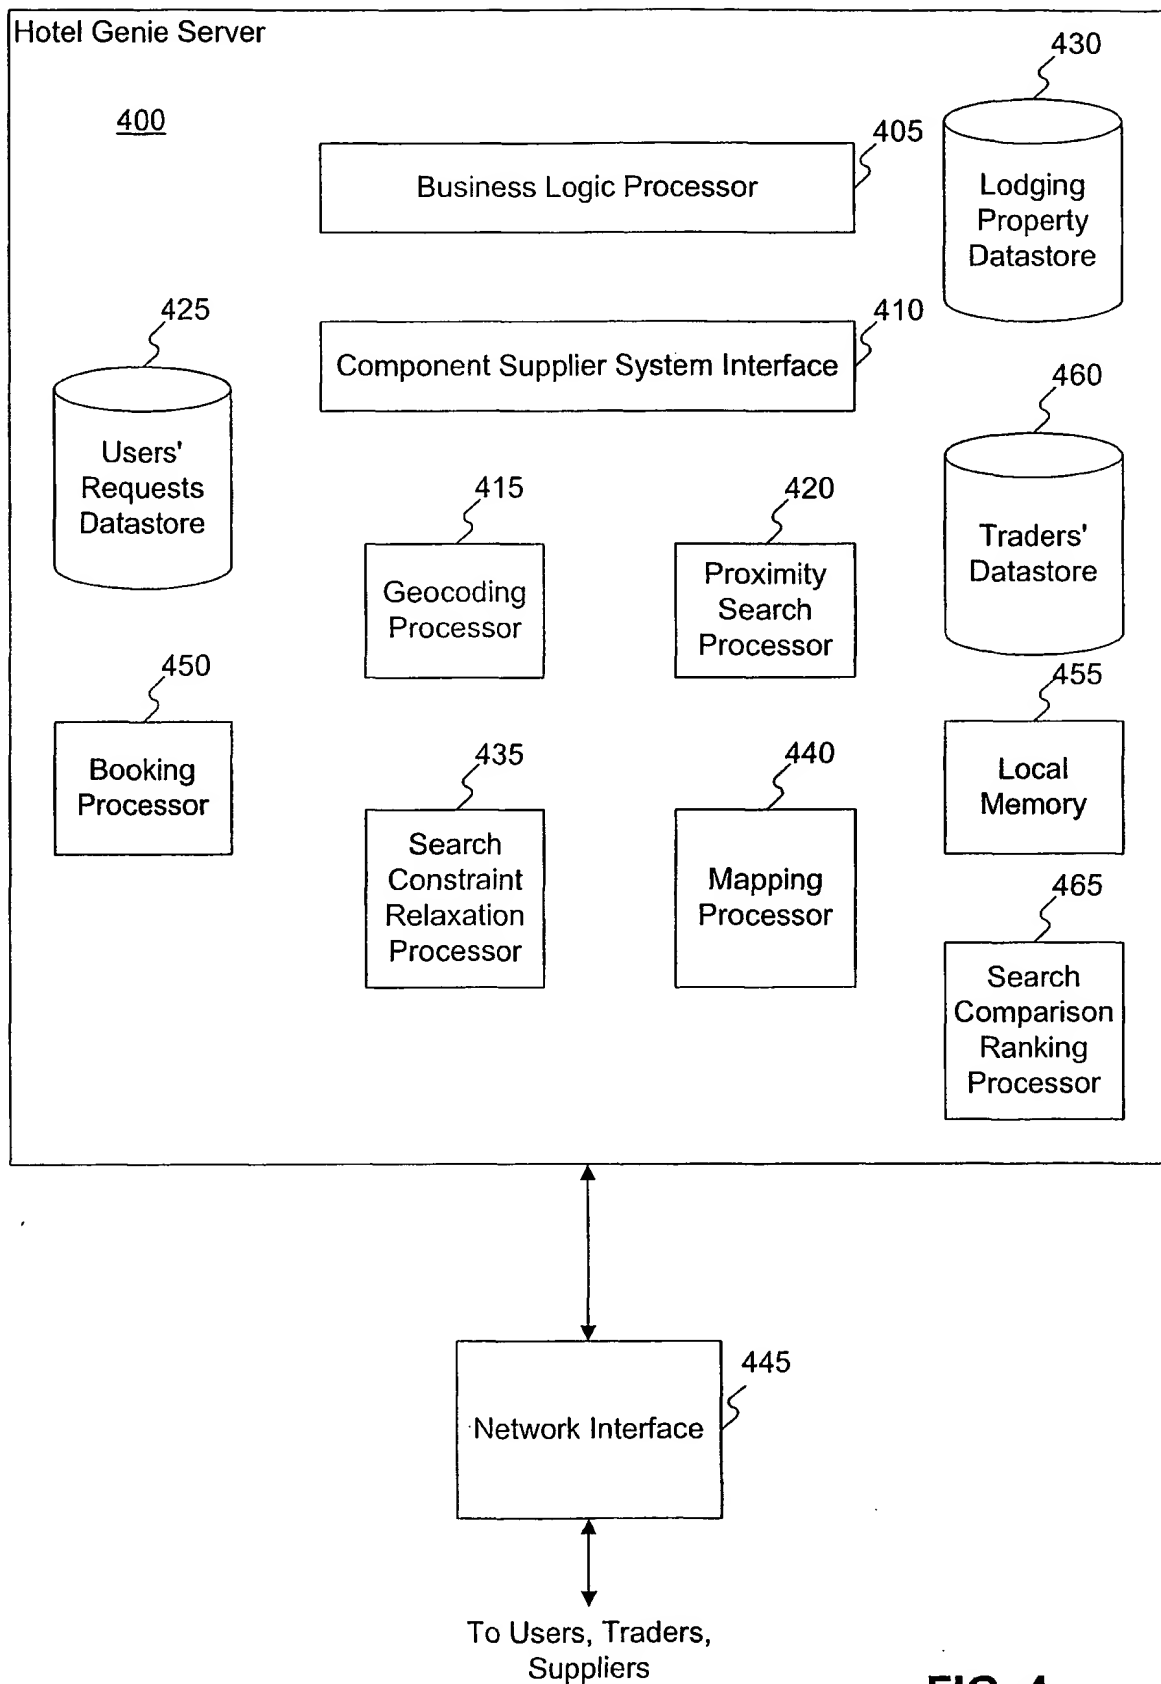 Hotel Genie Server
430
400
405
Business Logic Processor
Lodging
Property
Datastore
425
410
Component Supplier System Interface
460
Users'
Requests
Datastore
415
420
Traders'
Datastore
Geocoding
Processor
Proximity
Search
Processor
450
455
Booking
Processor
435
440
Local
Memory
Search
Constraint
Relaxation
Processor
Mapping
Processor
465
Search
Comparison
Ranking
Processor
445
Network Interface
To Users, Traders,
Suppliers
FIG. 4